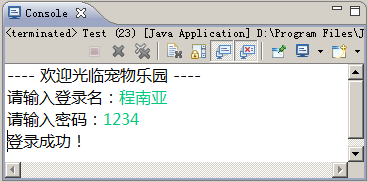 Console
<terminated> Test (23) [Java Application] D:\Program Files\J
---- 欢迎光临宠物乐园 ----
请输入登录名：程南亚
请输入密码：1234
登录成功！